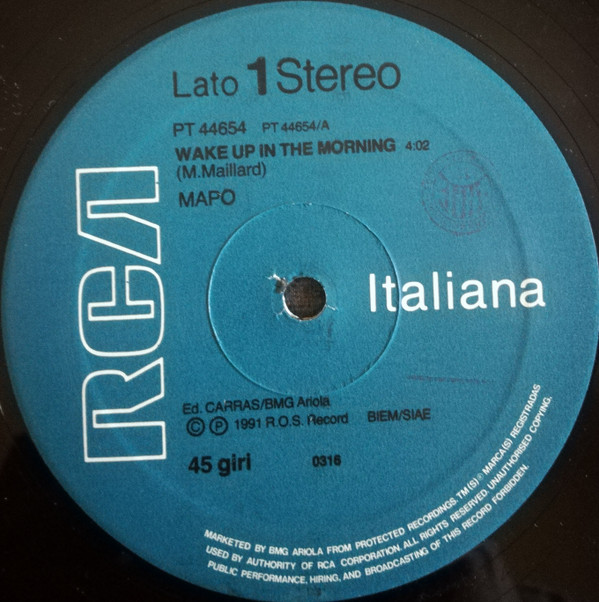 Lato 1 Stereo
PT 44654 PT 44654/A
WAKE UP IN THE MORNING 4:02
(M.Maillard)
MAPO
RCA
Italiana
Ed. CARRAS/BMG Ariola
© ℗ 1991 R.O.S. Record BIEM/SIAE
45 giri 0316
MARKETED BY BMG ARIOLA FROM PROTECTED RECORDINGS. TM(S) ® MARCA(S) REGISTRADAS
USED BY AUTHORITY OF RCA CORPORATION. ALL RIGHTS RESERVED. UNAUTHORISED COPYING,
PUBLIC PERFORMANCE, HIRING, AND BROADCASTING OF THIS RECORD FORBIDDEN.